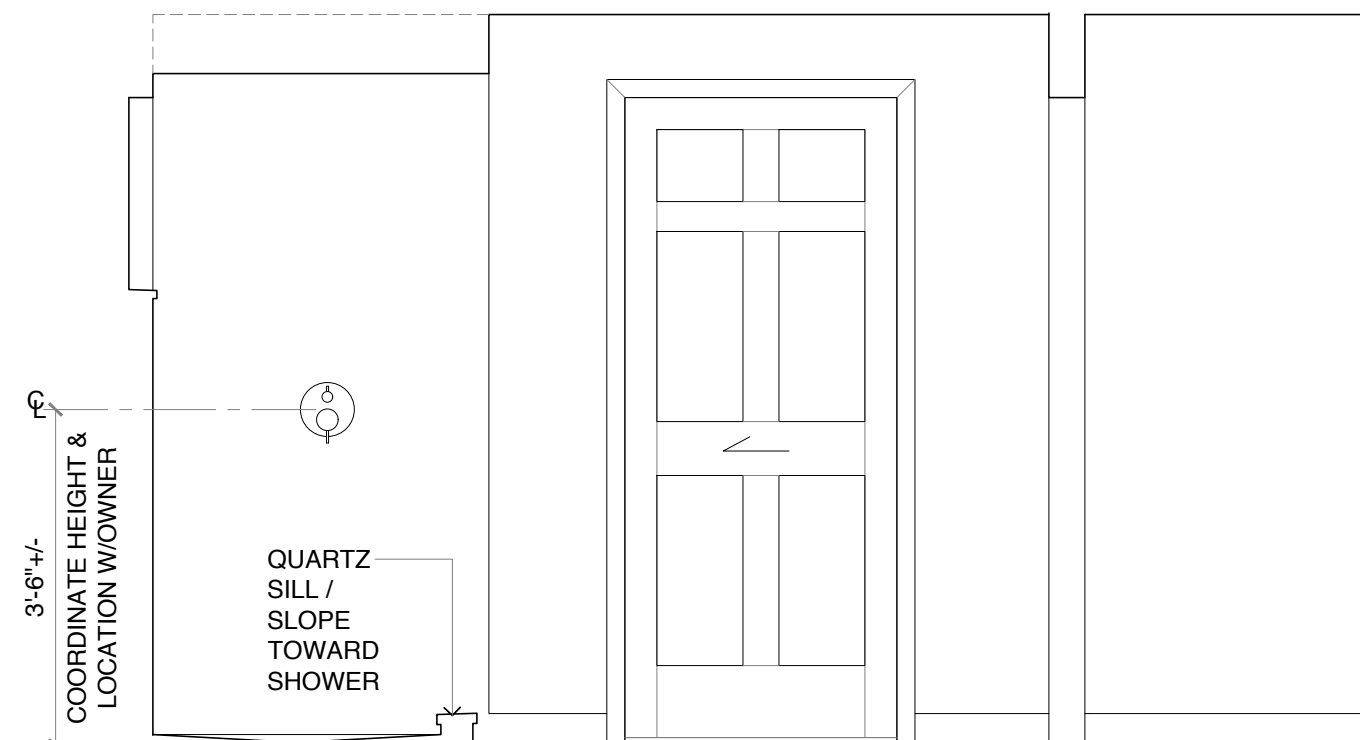 ℄
3'-6"+/-
COORDINATE HEIGHT &
LOCATION W/OWNER
QUARTZ
SILL /
SLOPE
TOWARD
SHOWER